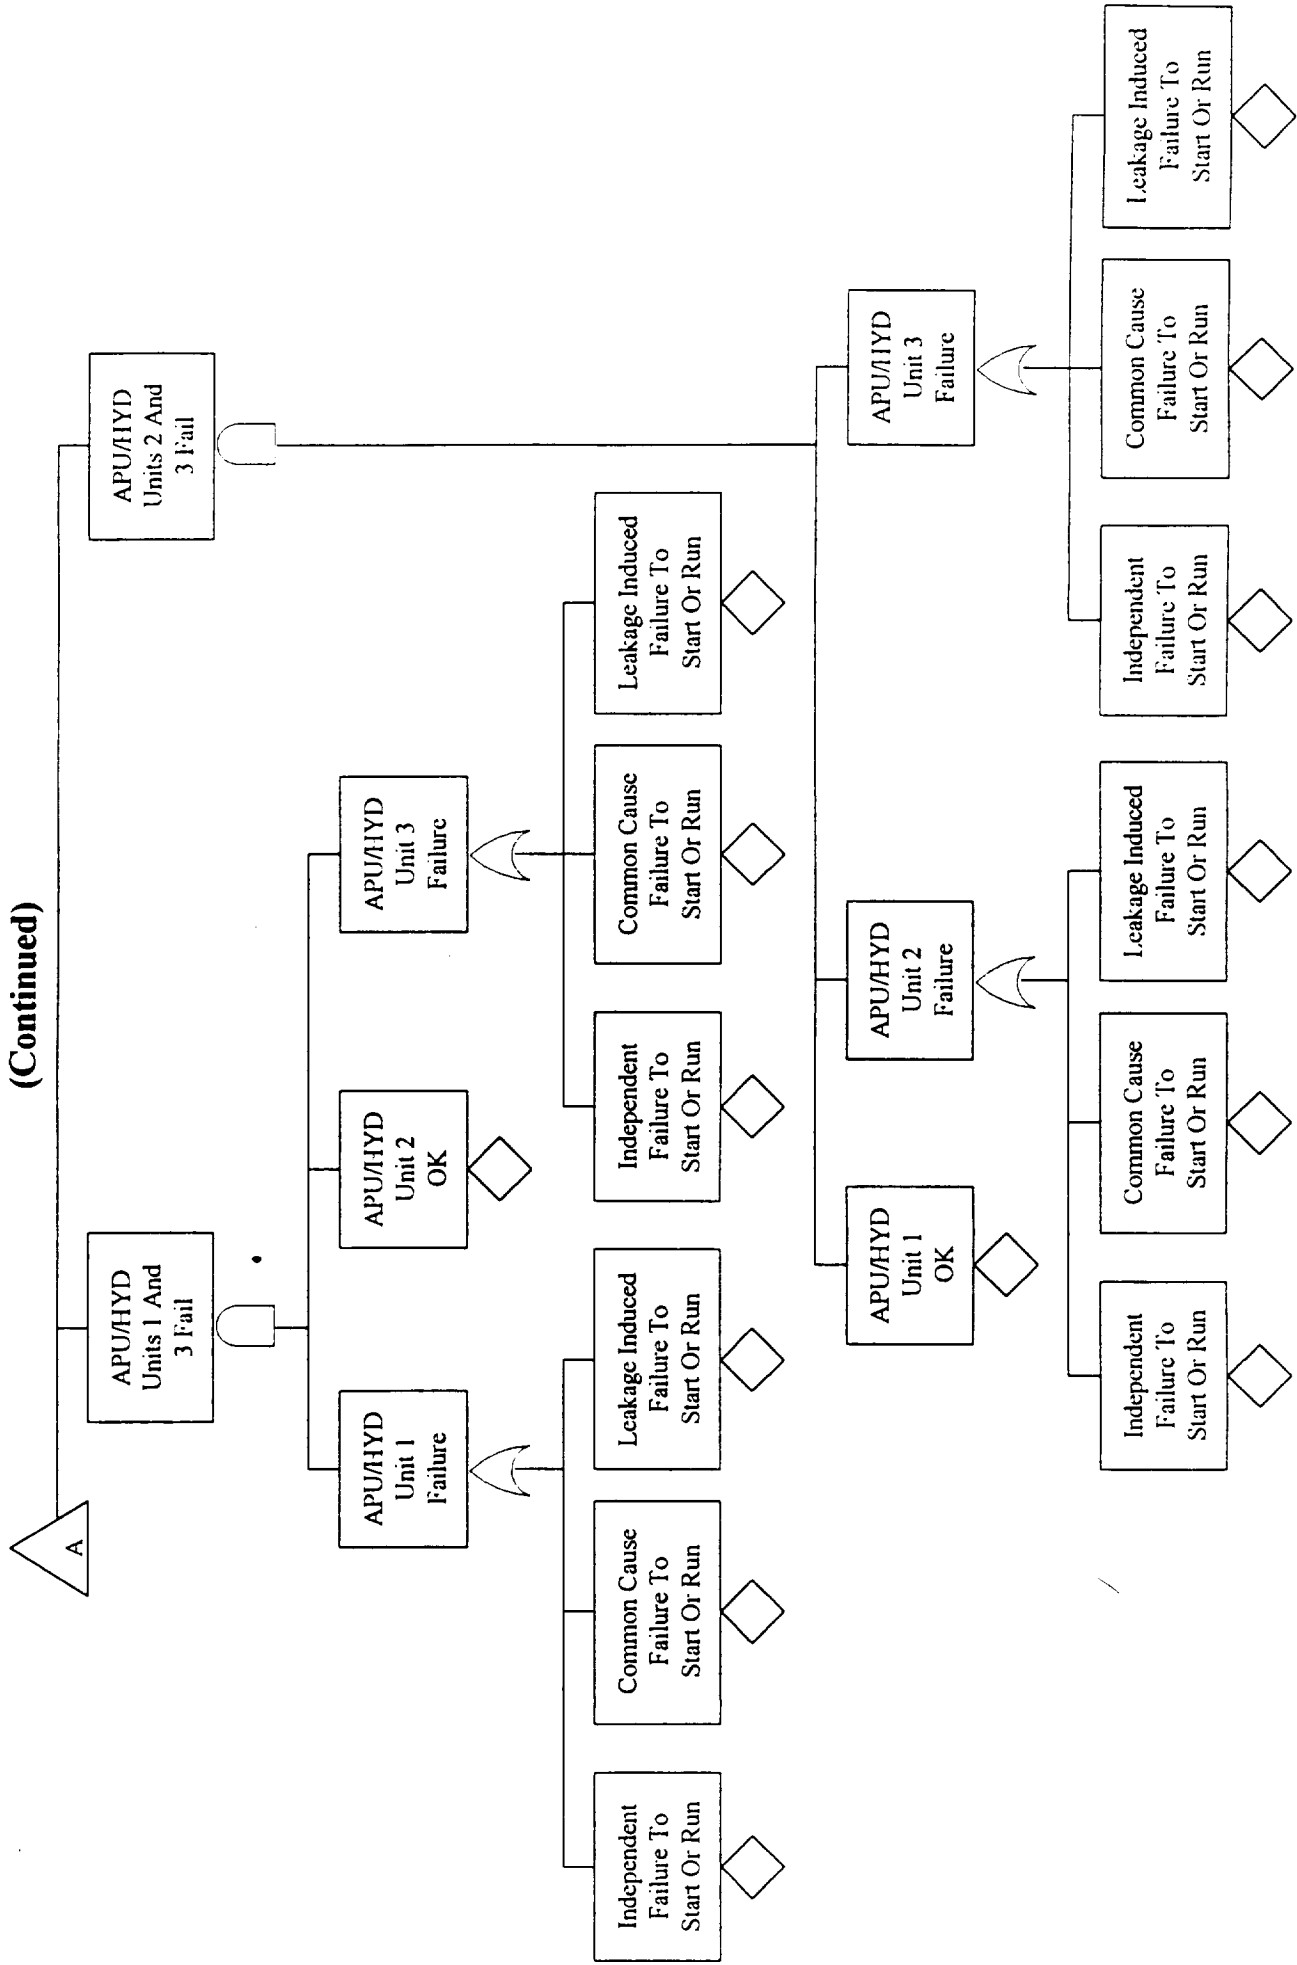 (Continued)
A
APU/HYD
Units 1 And
3 Fail
APU/HYD
Units 2 And
3 Fail
APU/HYD
Unit 1
Failure
APU/HYD
Unit 2
OK
APU/HYD
Unit 3
Failure
Independent
Failure To
Start Or Run
Common Cause
Failure To
Start Or Run
Leakage Induced
Failure To
Start Or Run
Independent
Failure To
Start Or Run
Common Cause
Failure To
Start Or Run
Leakage Induced
Failure To
Start Or Run
APU/HYD
Unit 1
OK
APU/HYD
Unit 2
Failure
APU/HYD
Unit 3
Failure
Independent
Failure To
Start Or Run
Common Cause
Failure To
Start Or Run
Leakage Induced
Failure To
Start Or Run
Independent
Failure To
Start Or Run
Common Cause
Failure To
Start Or Run
Leakage Induced
Failure To
Start Or Run